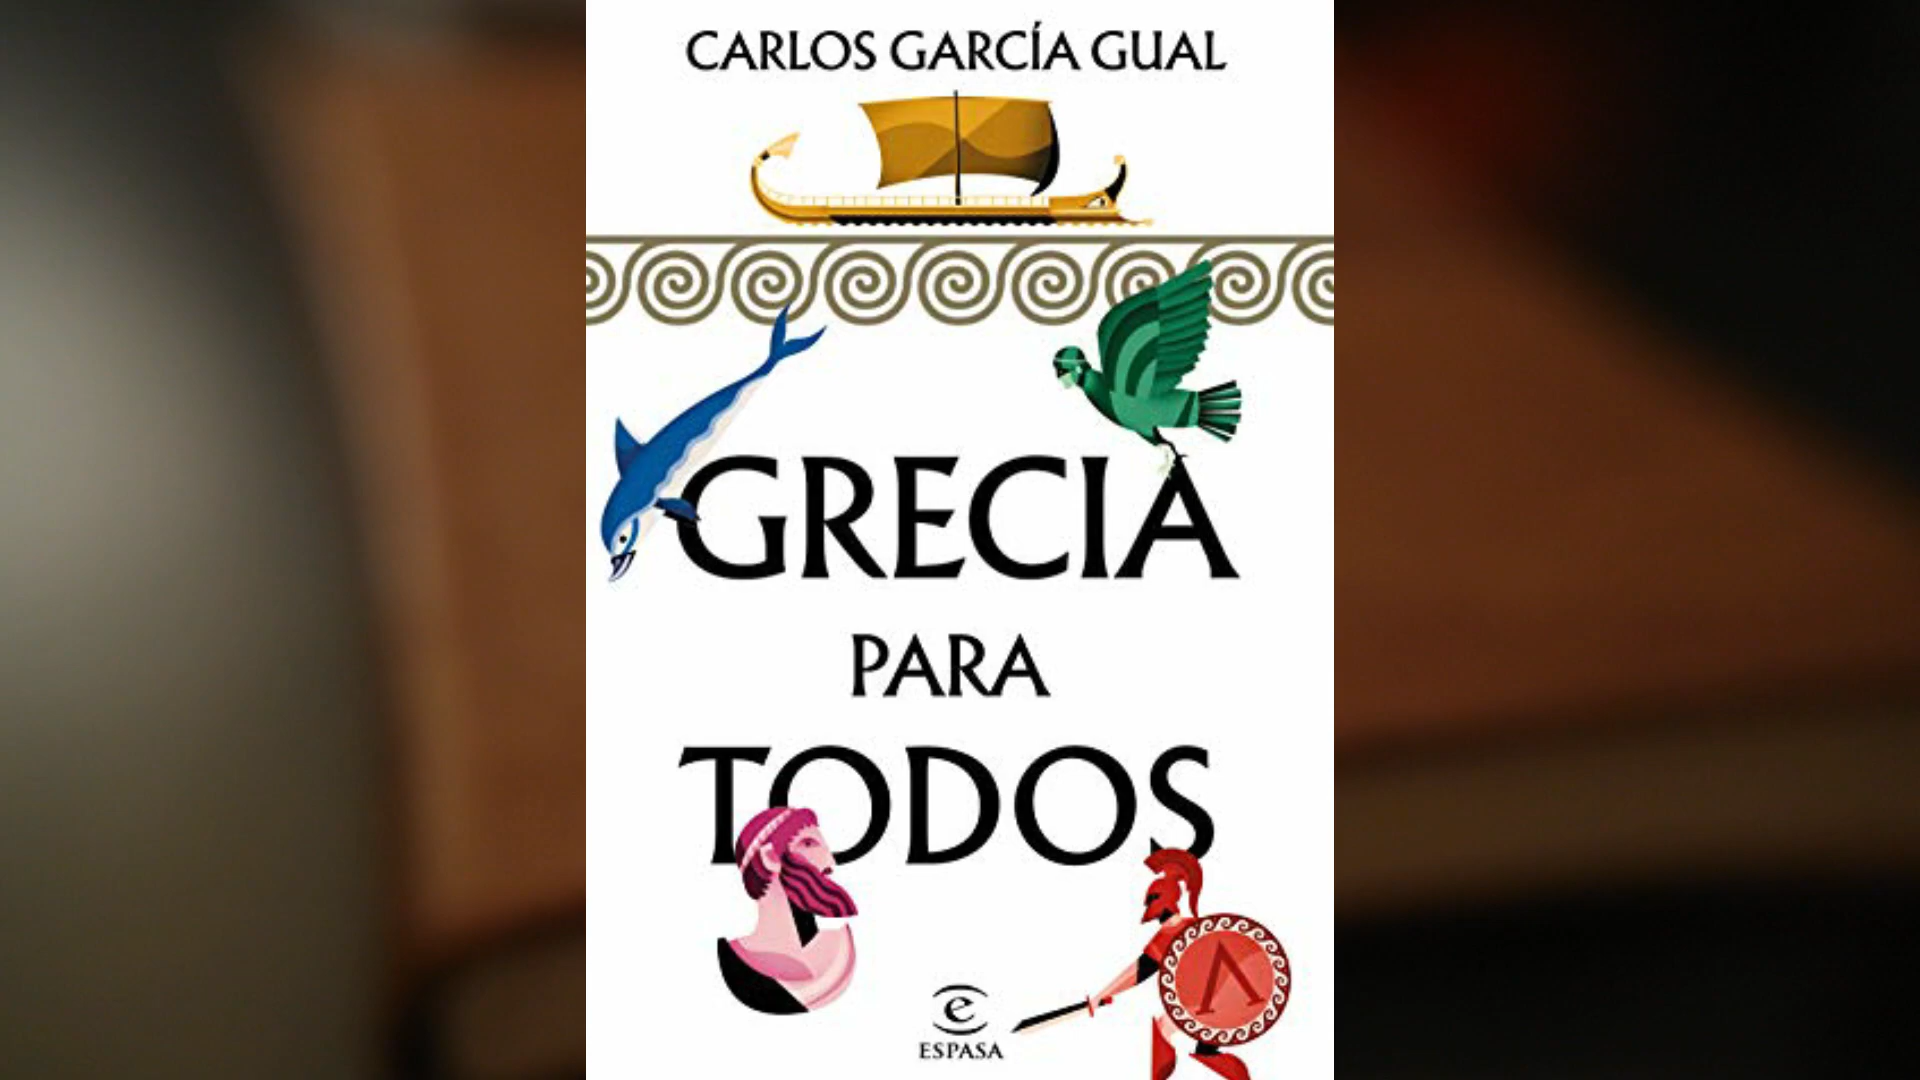 CARLOS GARCÍA GUAL
GRECIA
PARA
TODOS
Λ
e
ESPASA